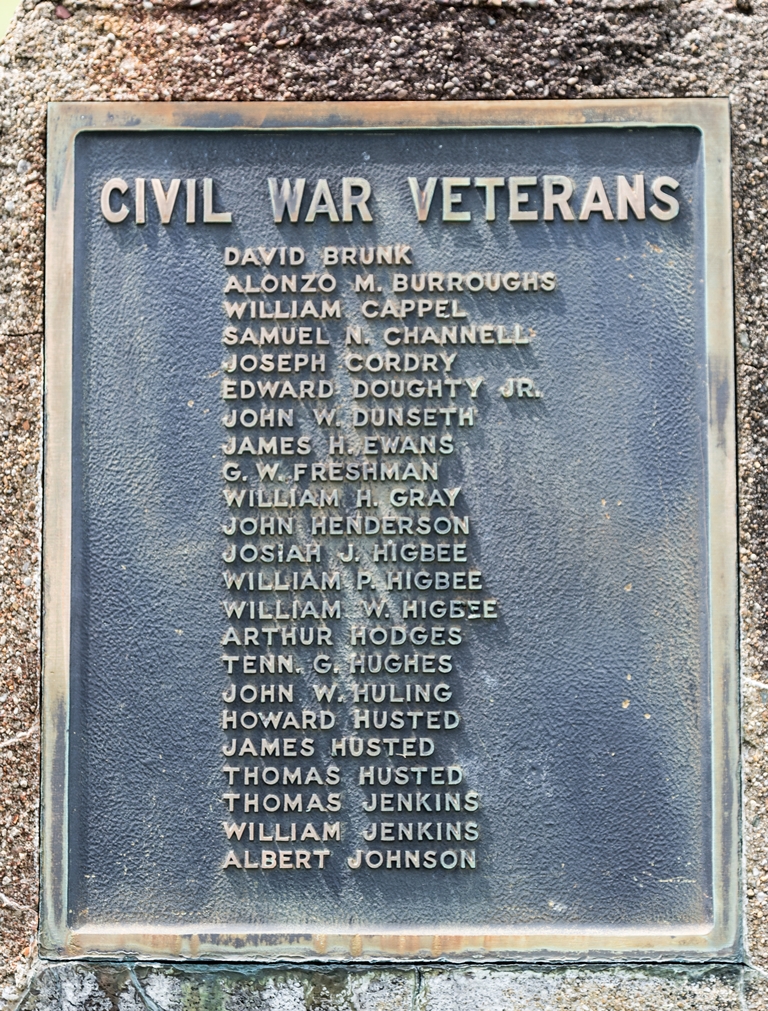 CIVIL WAR VETERANS
DAVID BRUNK
ALONZO M. BURROUGHS
WILLIAM CAPPEL
SAMUEL N. CHANNELL
JOSEPH CORDRY
EDWARD DOUGHTY JR.
JOHN W. DUNSETH
JAMES H. EWANS
G. W. FRESHMAN
WILLIAM H. GRAY
JOHN HENDERSON
JOSIAH J. HIGBEE
WILLIAM P. HIGBEE
WILLIAM W. HIGBEE
ARTHUR HODGES
TENN. G. HUGHES
JOHN W. HULING
HOWARD HUSTED
JAMES HUSTED
THOMAS HUSTED
THOMAS JENKINS
WILLIAM JENKINS
ALBERT JOHNSON